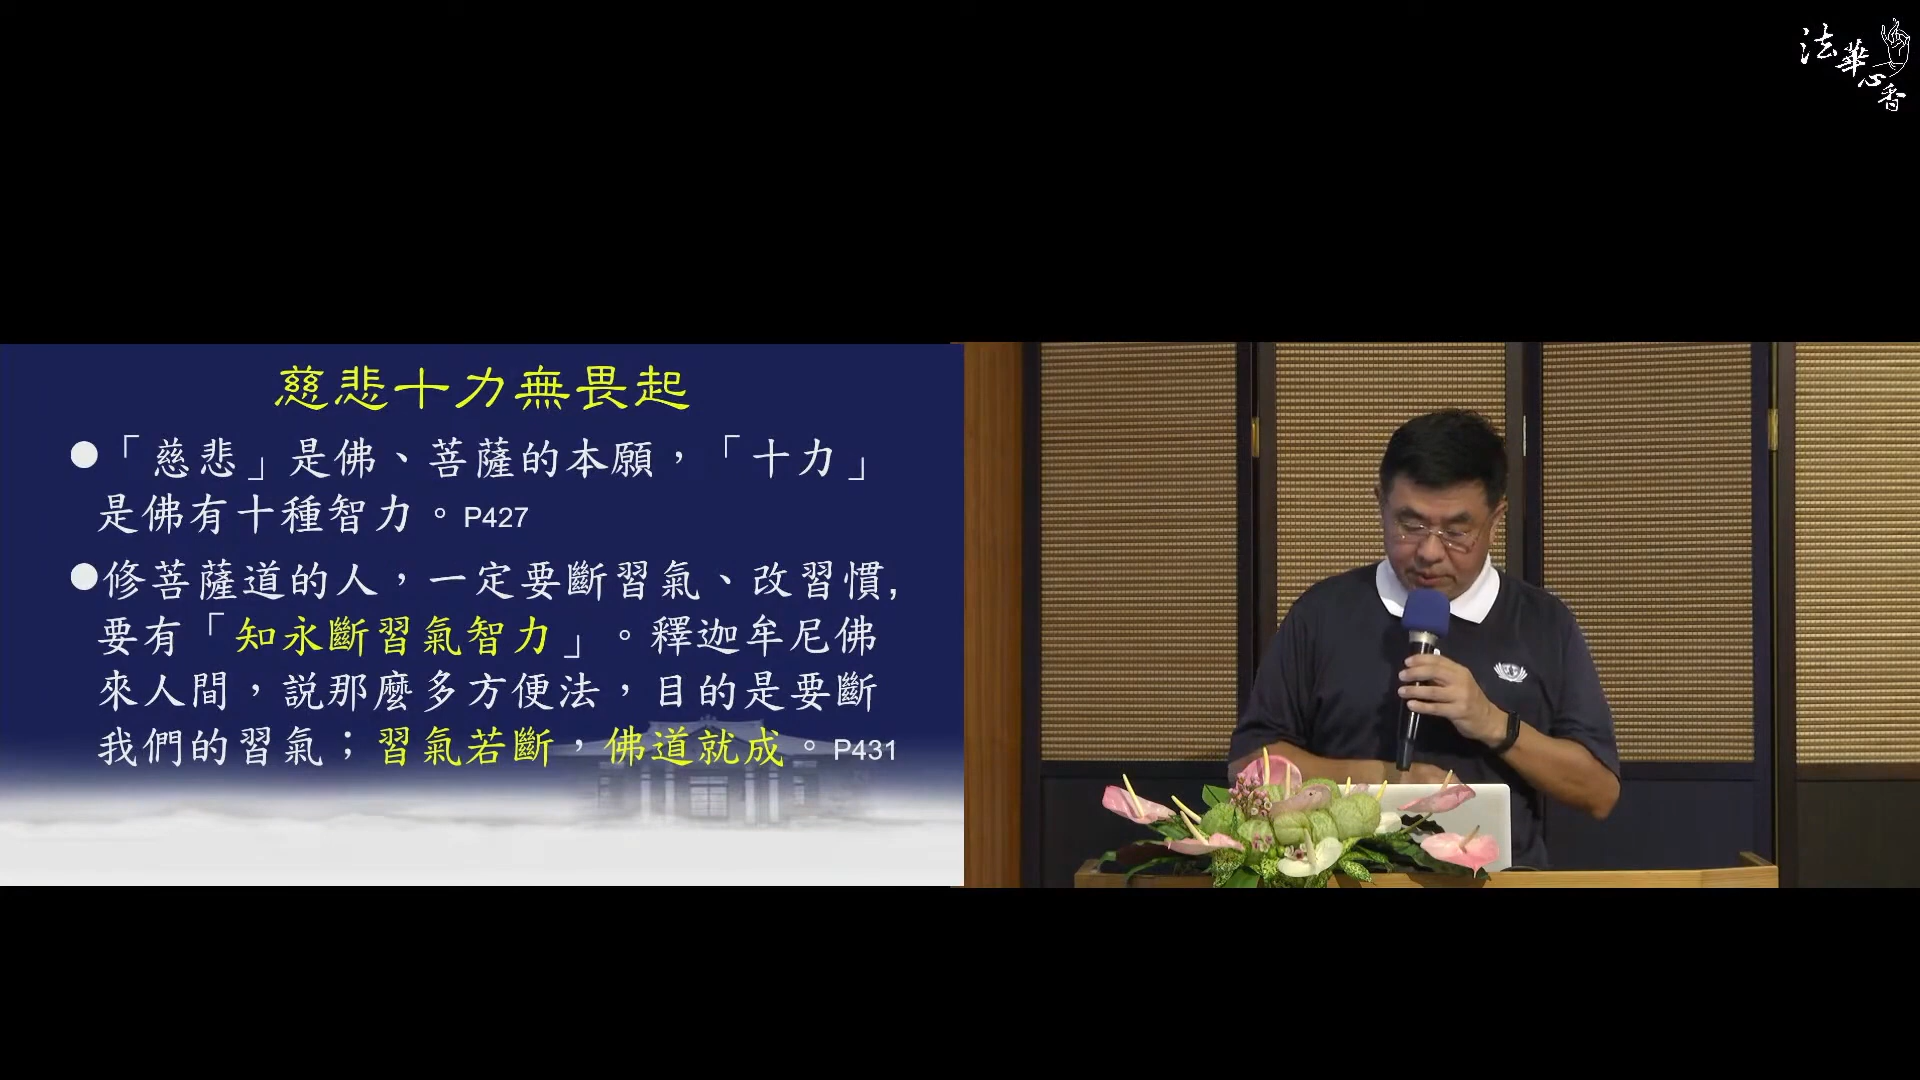 法華心香
慈悲十力無畏起
●「慈悲」是佛、菩薩的本願，「十力」
是佛有十種智力。P427
●修菩薩道的人，一定要斷習氣、改習慣,
要有「知永斷習氣智力」。釋迦牟尼佛
來人間，說那麼多方便法，目的是要斷
我們的習氣；習氣若斷，佛道就成。P431